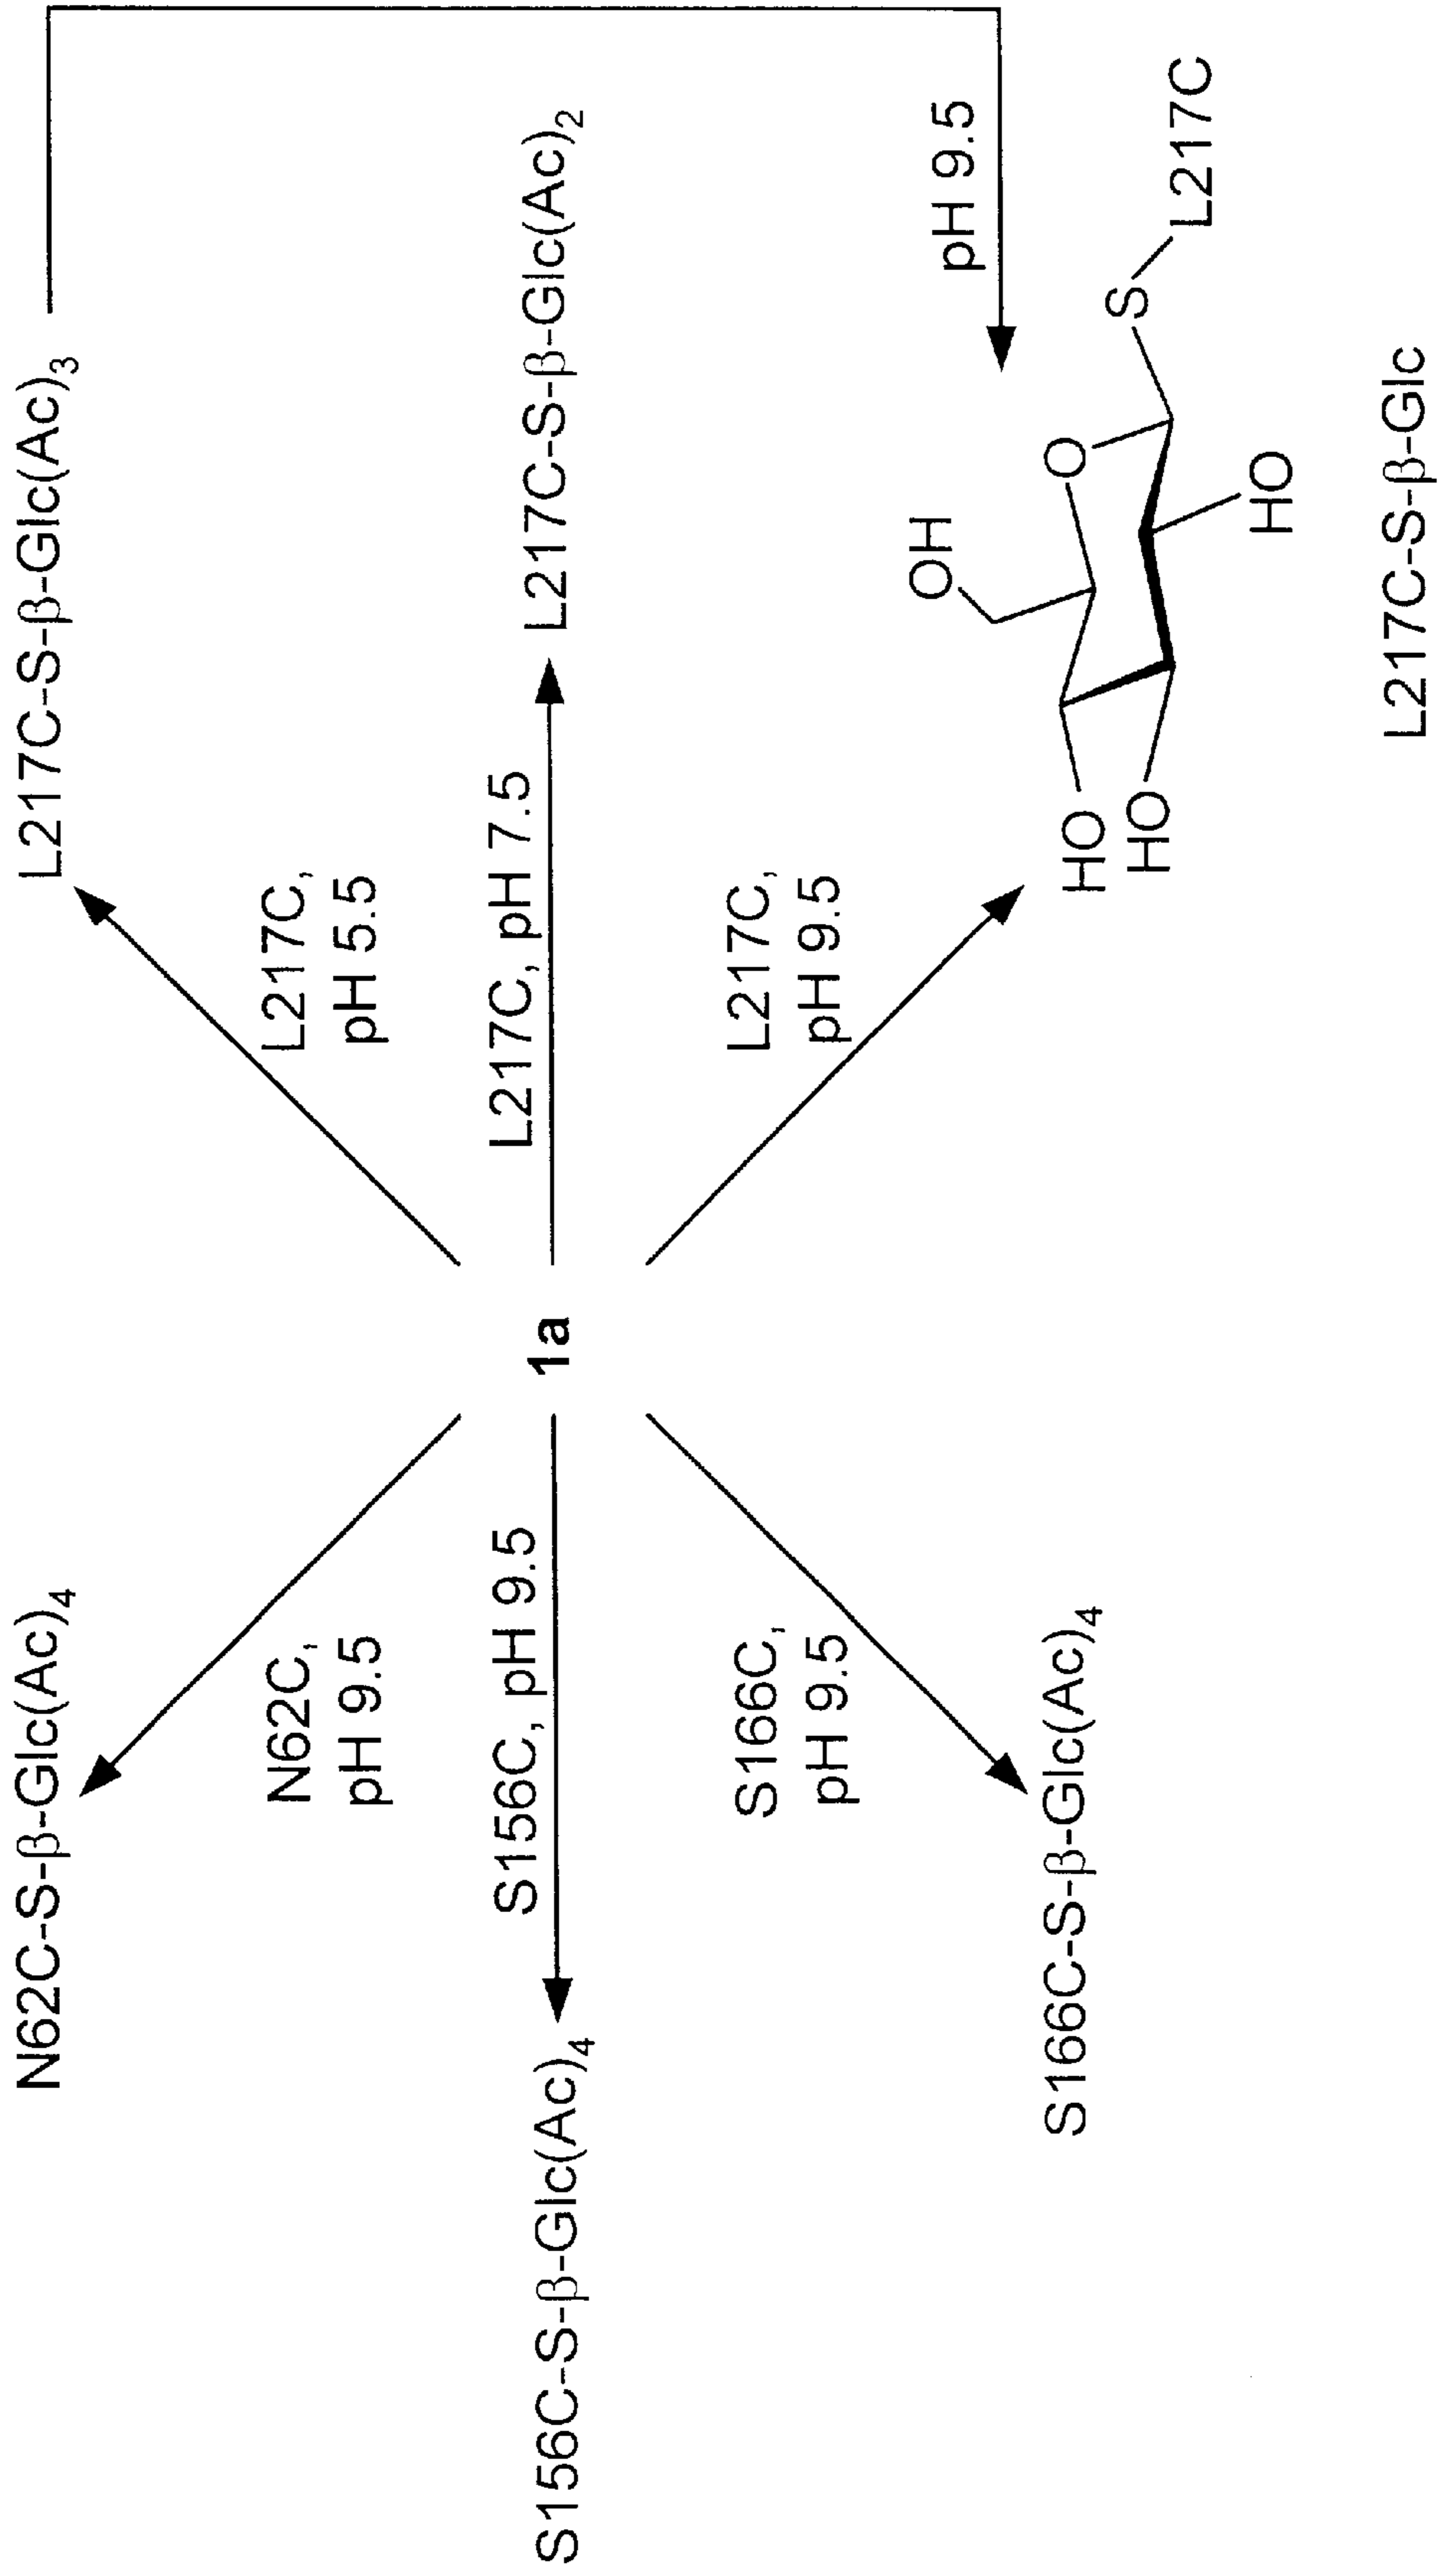 N62C-S-β-Glc(Ac)4
L217C-S-β-Glc(Ac)3
N62C,
pH 9.5
L217C,
pH 5.5
S156C, pH 9.5
L217C, pH 7.5
S156C-S-β-Glc(Ac)4
1a
L217C-S-β-Glc(Ac)2
S166C,
pH 9.5
L217C,
pH 9.5
pH 9.5
S166C-S-β-Glc(Ac)4
OH
O
HO
HO
S
L217C
HO
L217C-S-β-Glc